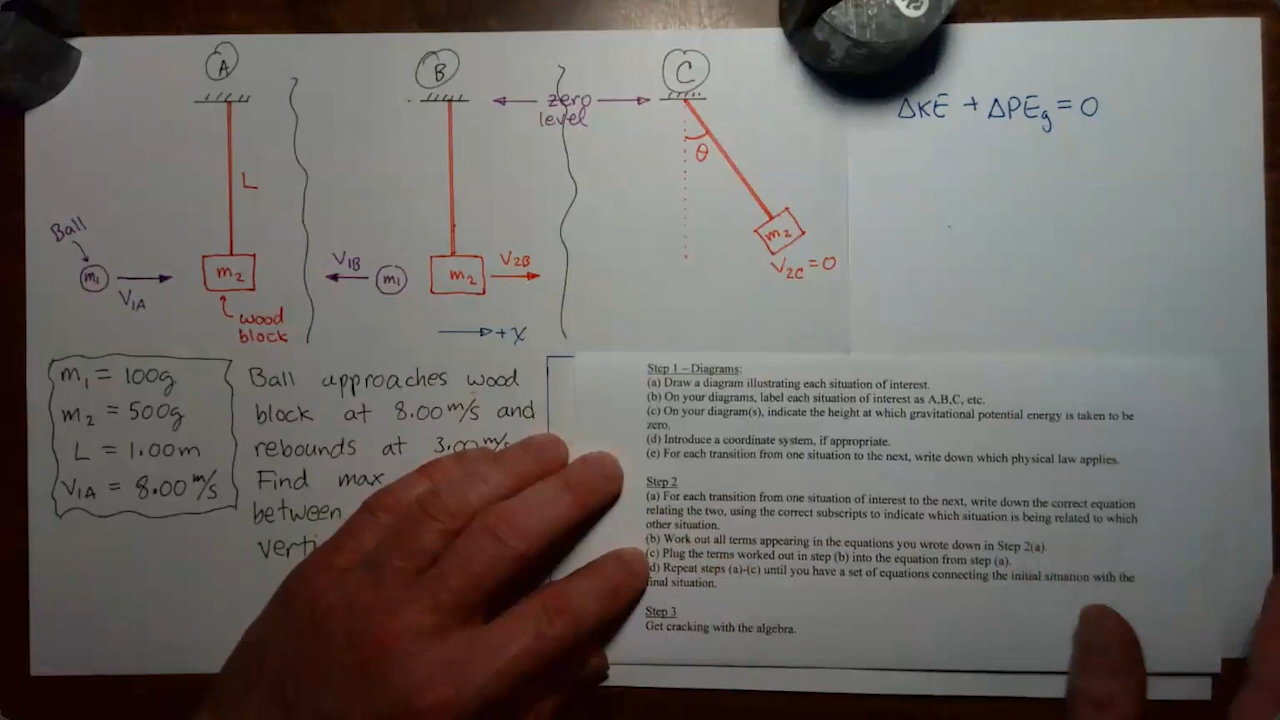 A
B
C
zero
level
ΔKE + ΔPEg = 0
L
θ
Ball
m1
V1A
m2
wood
block
V1B
m1
m2
V2B
+x
m2
V2C = 0
m1 = 100g
m2 = 500g
L = 1.00m
V1A = 8.00 m/s
Ball approaches wood
block at 8.00 m/s and
rebounds at 3.00 m/s
Find max
between
Step 1 – Diagrams:
(a) Draw a diagram illustrating each situation of interest.
(b) On your diagrams, label each situation of interest as A,B,C, etc.
(c) On your diagram(s), indicate the height at which gravitational potential energy is taken to be
zero.
(d) Introduce a coordinate system, if appropriate.
(e) For each transition from one situation to the next, write down which physical law applies.
Step 2
(a) For each transition from one situation of interest to the next, write down the correct equation
relating the two, using the correct subscripts to indicate which situation is being related to which
other situation.
(b) Work out all terms appearing in the equations you wrote down in Step 2(a).
(c) Plug the terms worked out in step (b) into the equation from step (a).
d) Repeat steps (a)-(c) until you have a set of equations connecting the initial situation with the
final situation.
Step 3
Get cracking with the algebra.